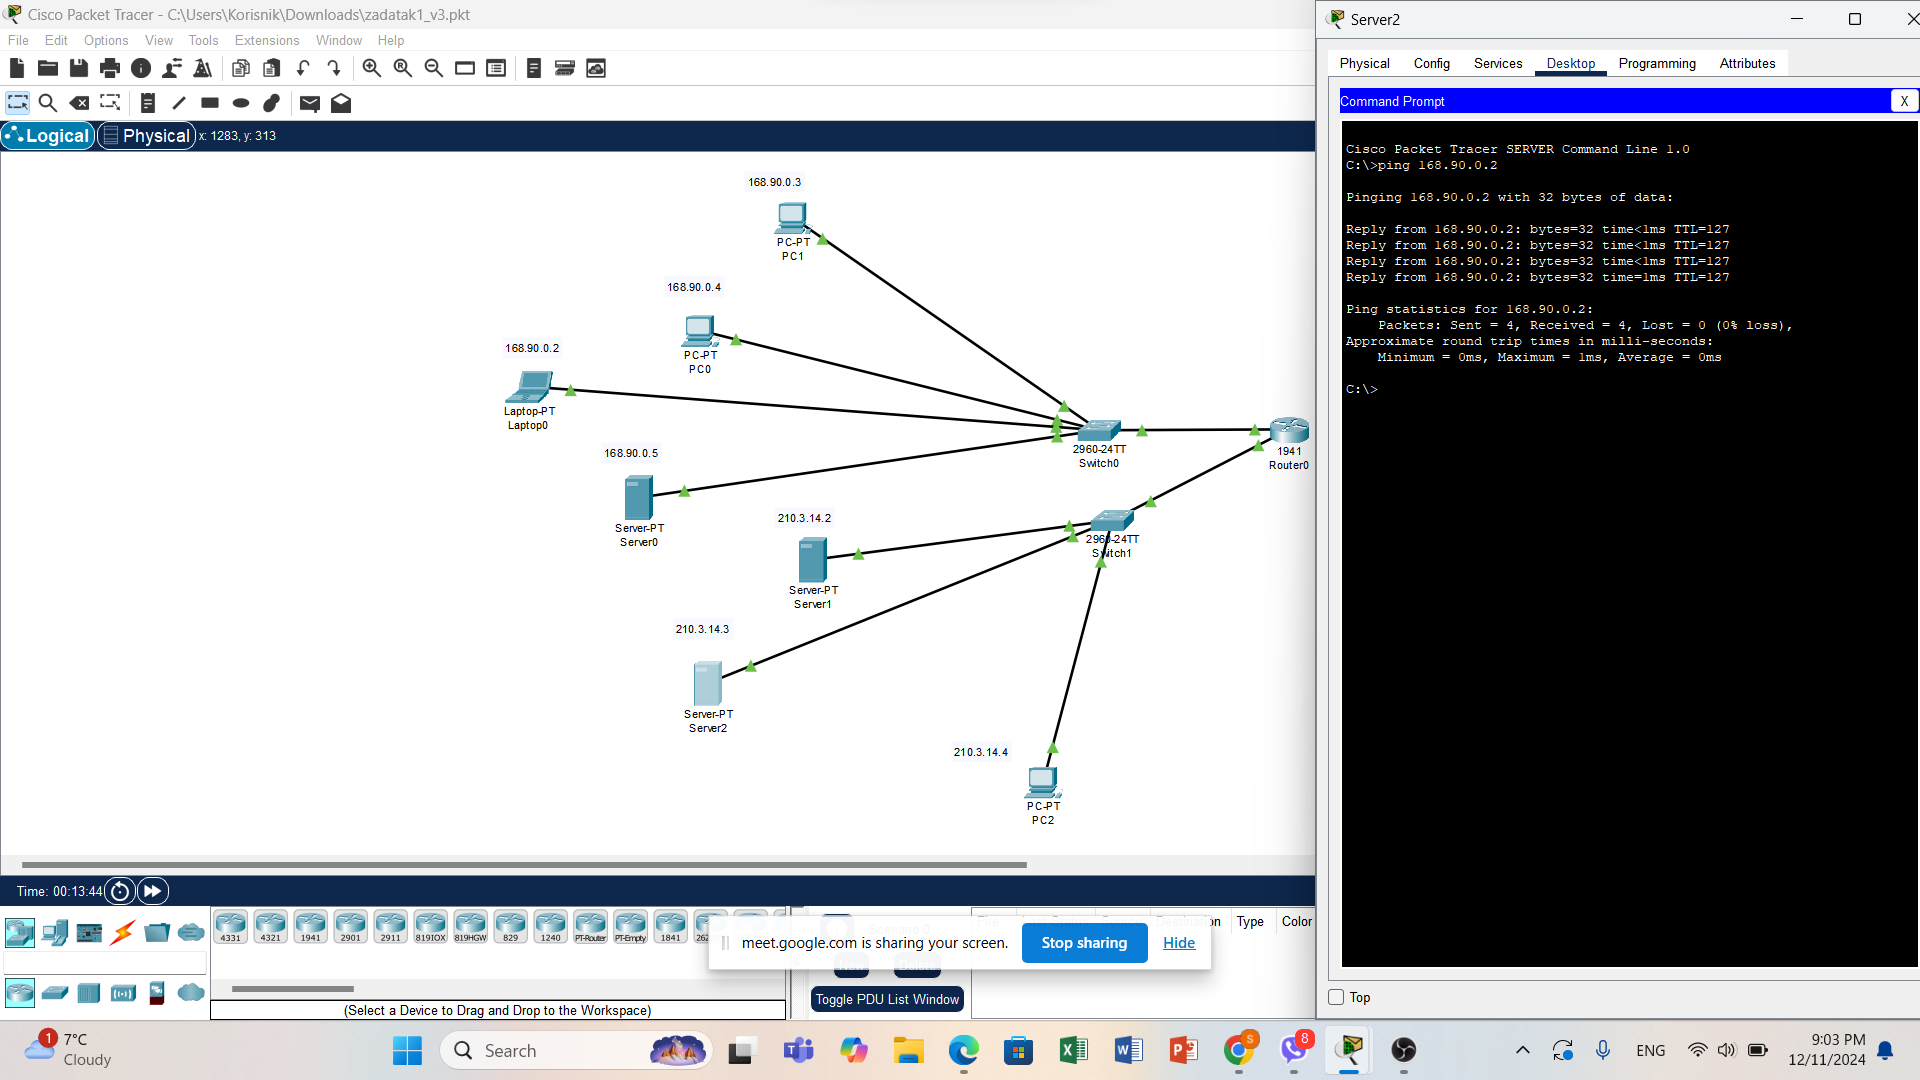 Cisco Packet Tracer - C:\Users\Korisnik\Downloads\zadatak1_v3.pkt
File Edit Options View Tools Extensions Window Help
Logical Physical x: 1283, y: 313
168.90.0.3
PC-PT
PC1
168.90.0.4
PC-PT
PC0
168.90.0.2
Laptop-PT
Laptop0
2960-24TT
Switch0
1941
Router0
168.90.0.5
Server-PT
Server0
210.3.14.2
2960-24TT
Switch1
Server-PT
Server1
210.3.14.3
Server-PT
Server2
210.3.14.4
PC-PT
PC2
Time: 00:13:44
4331 4321 1941 2901 2911 819IOX 819HGW 829 1240 PT-Router PT-Empty 1841
(Select a Device to Drag and Drop to the Workspace)
Type Color
meet.google.com is sharing your screen. Stop sharing Hide
Toggle PDU List Window
Server2
Physical Config Services Desktop Programming Attributes
Command Prompt X
Cisco Packet Tracer SERVER Command Line 1.0
C:\>ping 168.90.0.2
Pinging 168.90.0.2 with 32 bytes of data:
Reply from 168.90.0.2: bytes=32 time<1ms TTL=127
Reply from 168.90.0.2: bytes=32 time<1ms TTL=127
Reply from 168.90.0.2: bytes=32 time<1ms TTL=127
Reply from 168.90.0.2: bytes=32 time=1ms TTL=127
Ping statistics for 168.90.0.2:
Packets: Sent = 4, Received = 4, Lost = 0 (0% loss),
Approximate round trip times in milli-seconds:
Minimum = 0ms, Maximum = 1ms, Average = 0ms
C:\>
Top
1 7°C
Cloudy
Search
S
8
ENG
9:03 PM
12/11/2024